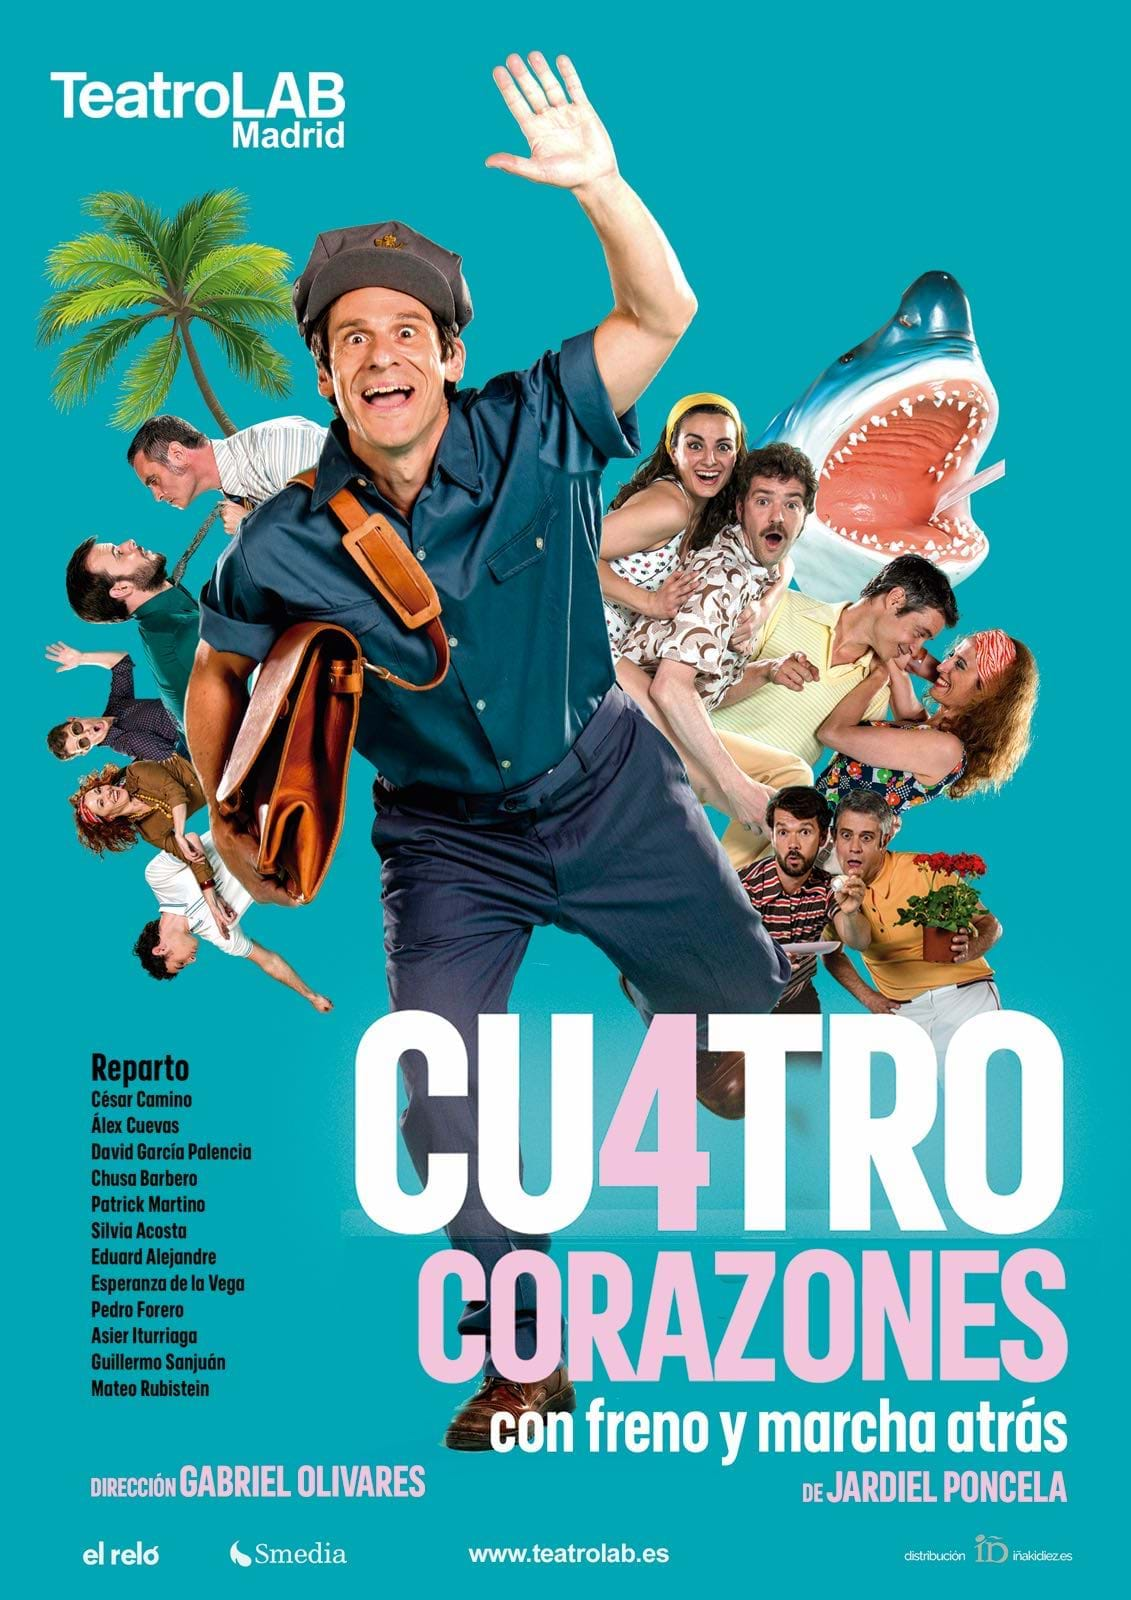 TeatroLAB
Madrid
Reparto
César Camino
Álex Cuevas
David García Palencia
Chusa Barbero
Patrick Martino
Silvia Acosta
Eduard Alejandre
Esperanza de la Vega
Pedro Forero
Asier Iturriaga
Guillermo Sanjuán
Mateo Rubistein
CU4TRO
CORAZONES
con freno y marcha atrás
DIRECCIÓN GABRIEL OLIVARES
DE JARDIEL PONCELA
el reló
Smedia
www.teatrolab.es
distribución iD iñakidiez.es